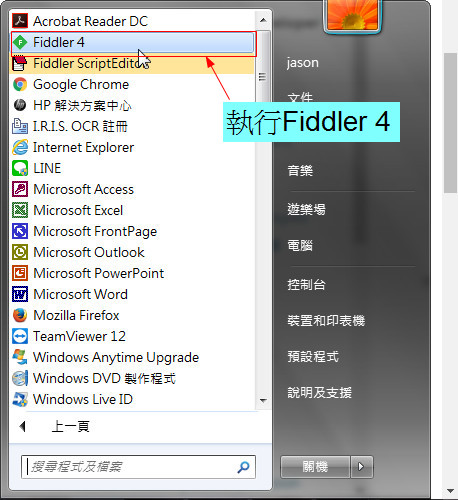 Acrobat Reader DC
Fiddler 4
Fiddler ScriptEditor
Google Chrome
HP 解決方案中心
I.R.I.S. OCR 註冊
Internet Explorer
LINE
Microsoft Access
Microsoft Excel
Microsoft FrontPage
Microsoft Outlook
Microsoft PowerPoint
Microsoft Word
Mozilla Firefox
TeamViewer 12
Windows Anytime Upgrade
Windows DVD 製作程式
Windows Live ID
上一頁
搜尋程式及檔案
jason
文件
執行Fiddler 4
音樂
遊樂場
電腦
控制台
裝置和印表機
預設程式
說明及支援
關機